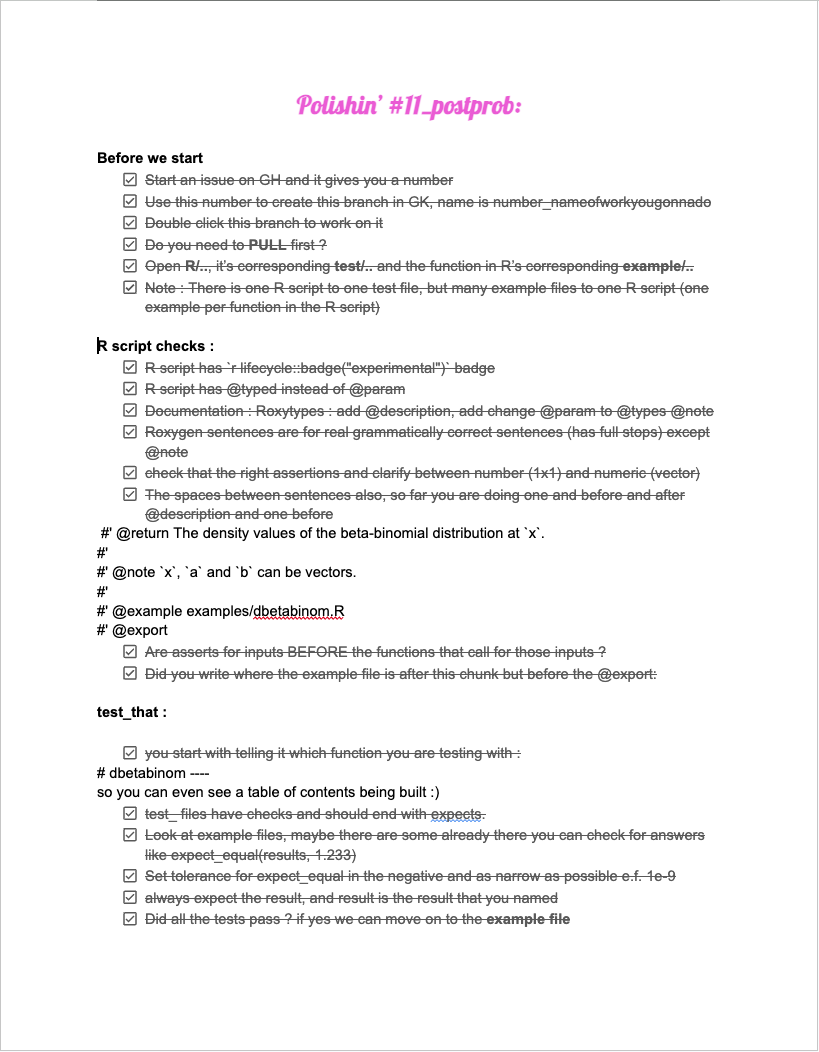 Polishin' #11_postprob:
Before we start
Start an issue on GH and it gives you a number
Use this number to create this branch in GK, name is number_nameofworkyougonnado
Double click this branch to work on it
Do you need to PULL first ?
Open R/.., it's corresponding test/.. and the function in R's corresponding example/..
Note : There is one R script to one test file, but many example files to one R script (one
example per function in the R script)
R script checks :
R script has `r lifecycle::badge("experimental")` badge
R script has @typed instead of @param
Documentation : Roxytypes : add @description, add change @param to @types @note
Roxygen sentences are for real grammatically correct sentences (has full stops) except
@note
check that the right assertions and clarify between number (1x1) and numeric (vector)
The spaces between sentences also, so far you are doing one and before and after
@description and one before
#' @return The density values of the beta-binomial distribution at `x`.
#'
#' @note `x`, `a` and `b` can be vectors.
#'
#' @example examples/dbetabinom.R
#' @export
Are asserts for inputs BEFORE the functions that call for those inputs ?
Did you write where the example file is after this chunk but before the @export:
test_that :
you start with telling it which function you are testing with :
# dbetabinom ----
so you can even see a table of contents being built :)
test_ files have checks and should end with expects.
Look at example files, maybe there are some already there you can check for answers
like expect_equal(results, 1.233)
Set tolerance for expect_equal in the negative and as narrow as possible e.f. 1e-9
always expect the result, and result is the result that you named
Did all the tests pass ? if yes we can move on to the example file